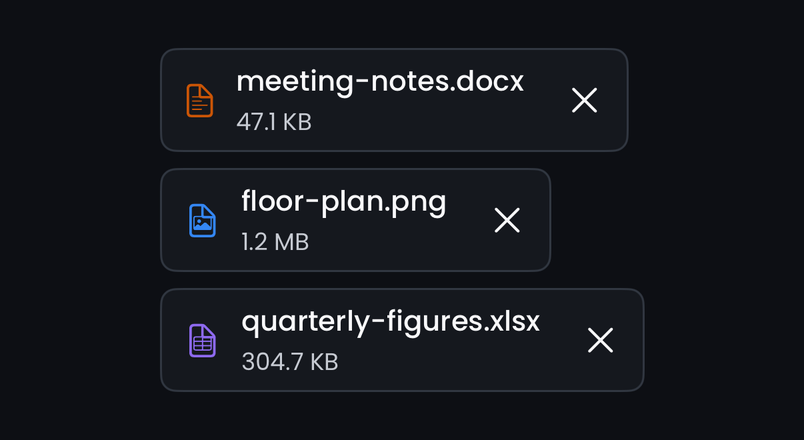 meeting-notes.docx
47.1 KB
floor-plan.png
1.2 MB
quarterly-figures.xlsx
304.7 KB